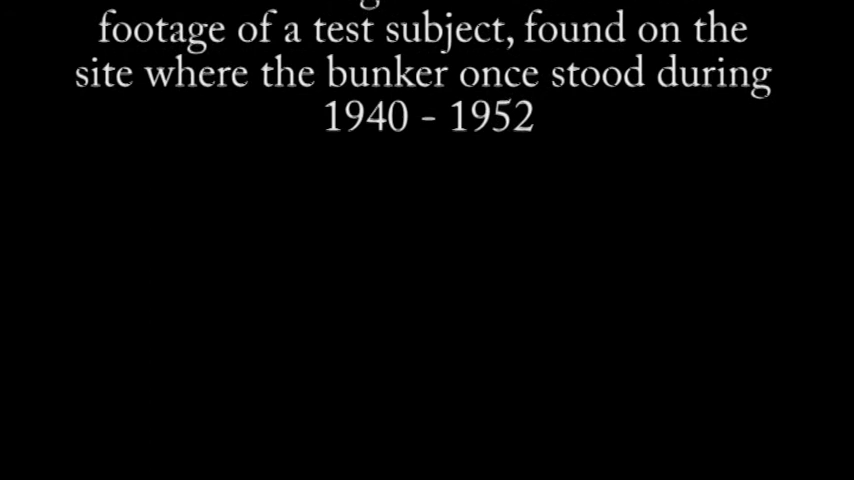 footage of a test subject, found on the
site where the bunker once stood during
1940 - 1952